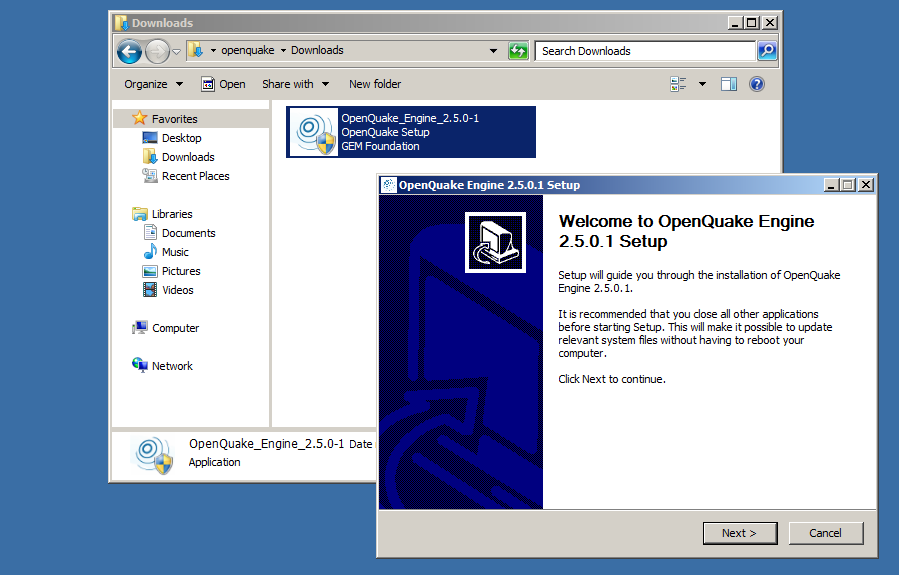 Downloads
openquake Downloads
Search Downloads
Organize Open Share with New folder
Favorites
Desktop
Downloads
Recent Places
Libraries
Documents
Music
Pictures
Videos
Computer
Network
OpenQuake_Engine_2.5.0-1
OpenQuake Setup
GEM Foundation
OpenQuake_Engine_2.5.0-1 Date
Application
OpenQuake Engine 2.5.0.1 Setup
Welcome to OpenQuake Engine
2.5.0.1 Setup
Setup will guide you through the installation of OpenQuake
Engine 2.5.0.1.
It is recommended that you close all other applications
before starting Setup. This will make it possible to update
relevant system files without having to reboot your
computer.
Click Next to continue.
Next >
Cancel